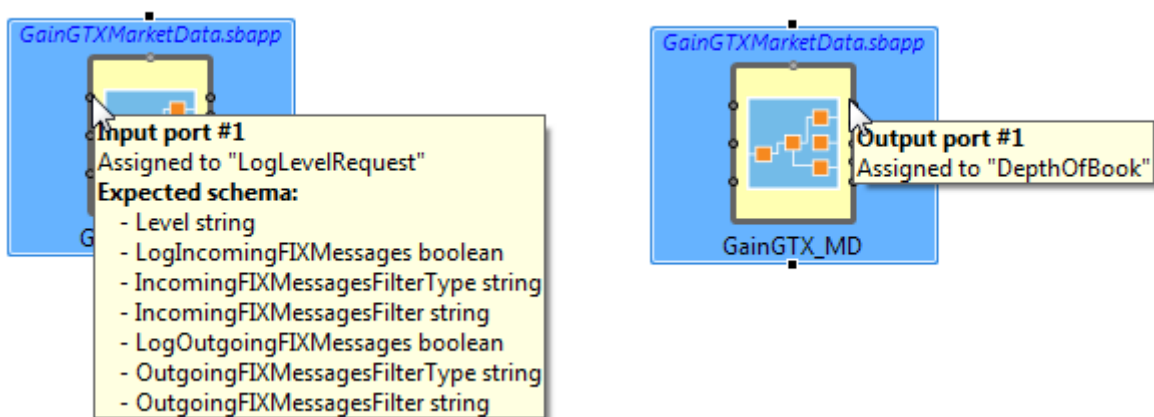 GainGTXMarketData.sbapp
Input port #1
Assigned to "LogLevelRequest"
Expected schema:
- Level string
- LogIncomingFIXMessages boolean
- IncomingFIXMessagesFilterType string
- IncomingFIXMessagesFilter string
- LogOutgoingFIXMessages boolean
- OutgoingFIXMessagesFilterType string
- OutgoingFIXMessagesFilter string
G
GainGTXMarketData.sbapp
Output port #1
Assigned to "DepthOfBook"
GainGTX_MD